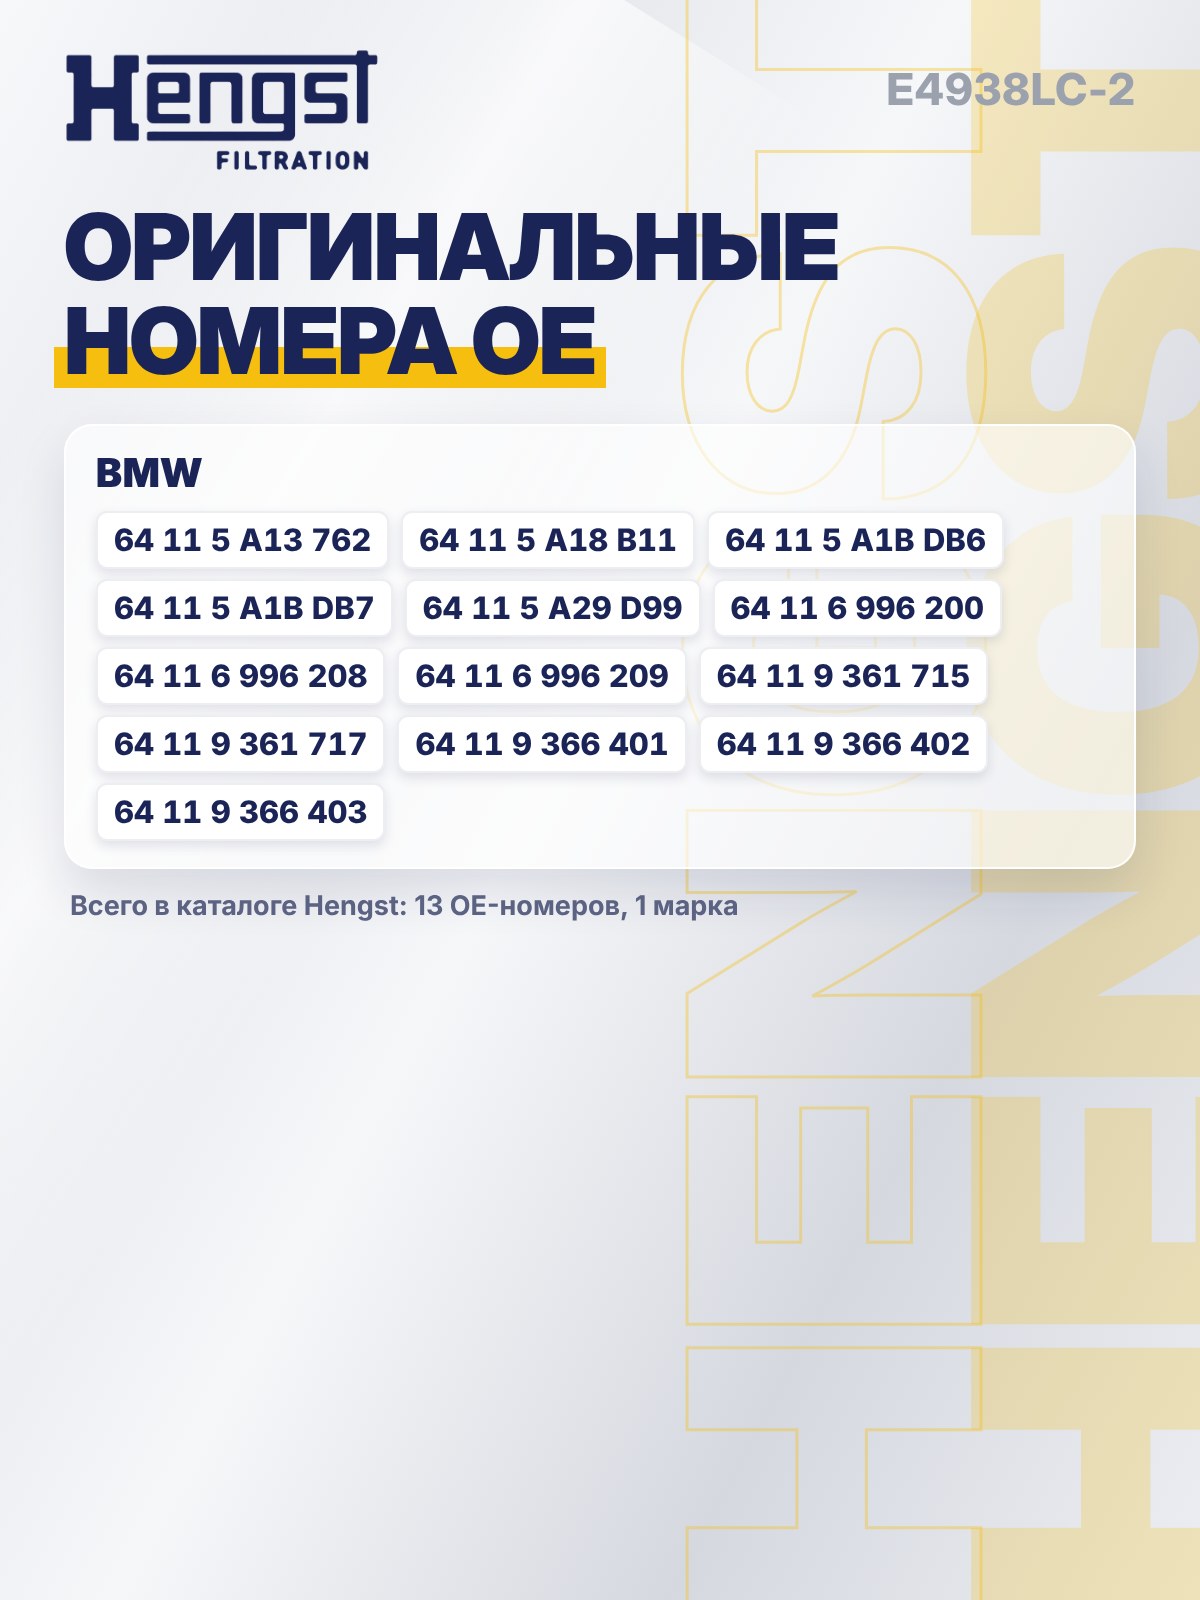 Hengst
FILTRATION
E4938LC-2
ОРИГИНАЛЬНЫЕ
НОМЕРА OE
BMW
64 11 5 A13 762
64 11 5 A18 B11
64 11 5 A1B DB6
64 11 5 A1B DB7
64 11 5 A29 D99
64 11 6 996 200
64 11 6 996 208
64 11 6 996 209
64 11 9 361 715
64 11 9 361 717
64 11 9 366 401
64 11 9 366 402
64 11 9 366 403
Всего в каталоге Hengst: 13 OE-номеров, 1 марка
HENGST
HENGST